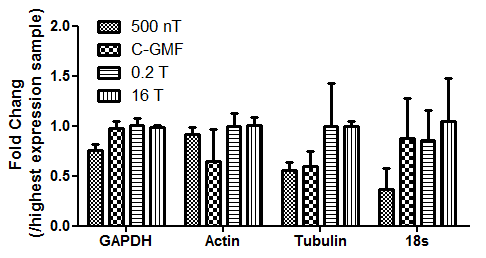 Fold Chang
(/highest expression sample)
2.0
1.5
1.0
0.5
0.0
500 nT
C-GMF
0.2 T
16 T
GAPDH
Actin
Tubulin
18s